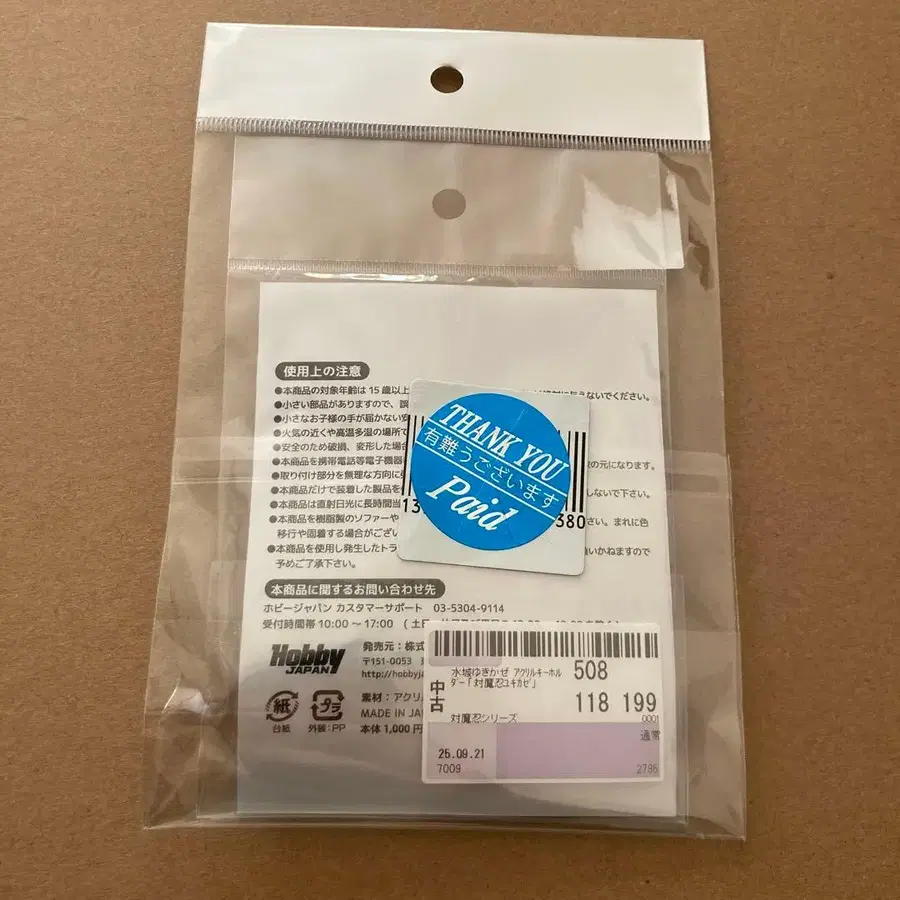 使用上の注意
●本商品の対象年齢は15歳以上
えないでください。
●小さい部品がありますので、誤
●小さなお子様の手が届かない
●火気の近くや高温多湿の場所で
●安全のため破損、変形した場合
●本商品を携帯電話等電子機器
の元になります。
●取り付け部分を無理な方向に
●本商品だけで装着した製品を
しないで下さい。
●本商品は直射日光に長時間当
●本商品を樹脂製のソファーや
さい。まれに色
移行や固着する場合がござい
●本商品を使用し発生したトラ
いかねますので
予めご了承下さい。
THANK YOU
有難うございます
Paid
13
380
本商品に関するお問い合わせ先
ホビージャパン カスタマーサポート 03-5304-9114
受付時間帯 10:00〜17:00 (土日
Hobby
JAPAN
発売元:株式
〒151-0053
http://hobbyja
紙
台紙
プラ
外装:PP
素材:アクリル
MADE IN JAPAN
本体 1,000円
中古
水城ゆきかぜ アクリルキーホル
ダー「対魔忍ユキカゼ」
508
118 199
対魔忍シリーズ
0001
通常
25.09.21
7009
2786